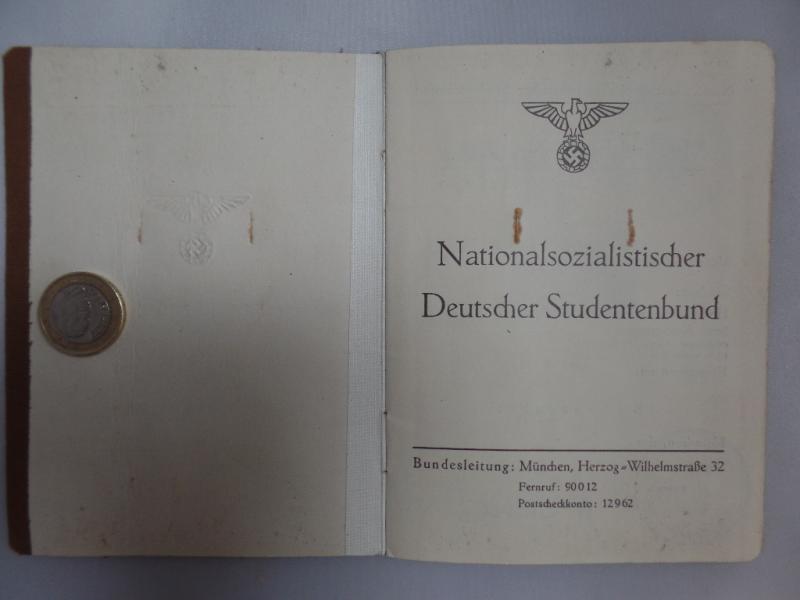 Nationalsozialistischer
Deutscher Studentenbund
Bundesleitung: München, Herzog=Wilhelmstraße 32
Fernruf: 90012
Postscheckkonto: 12962